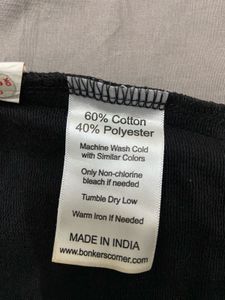 60% Cotton
40% Polyester
Machine Wash Cold
with Similar Colors
Only Non-chlorine
bleach if needed
Tumble Dry Low
Warm Iron If Needed
MADE IN INDIA
www.bonkerscorner.com